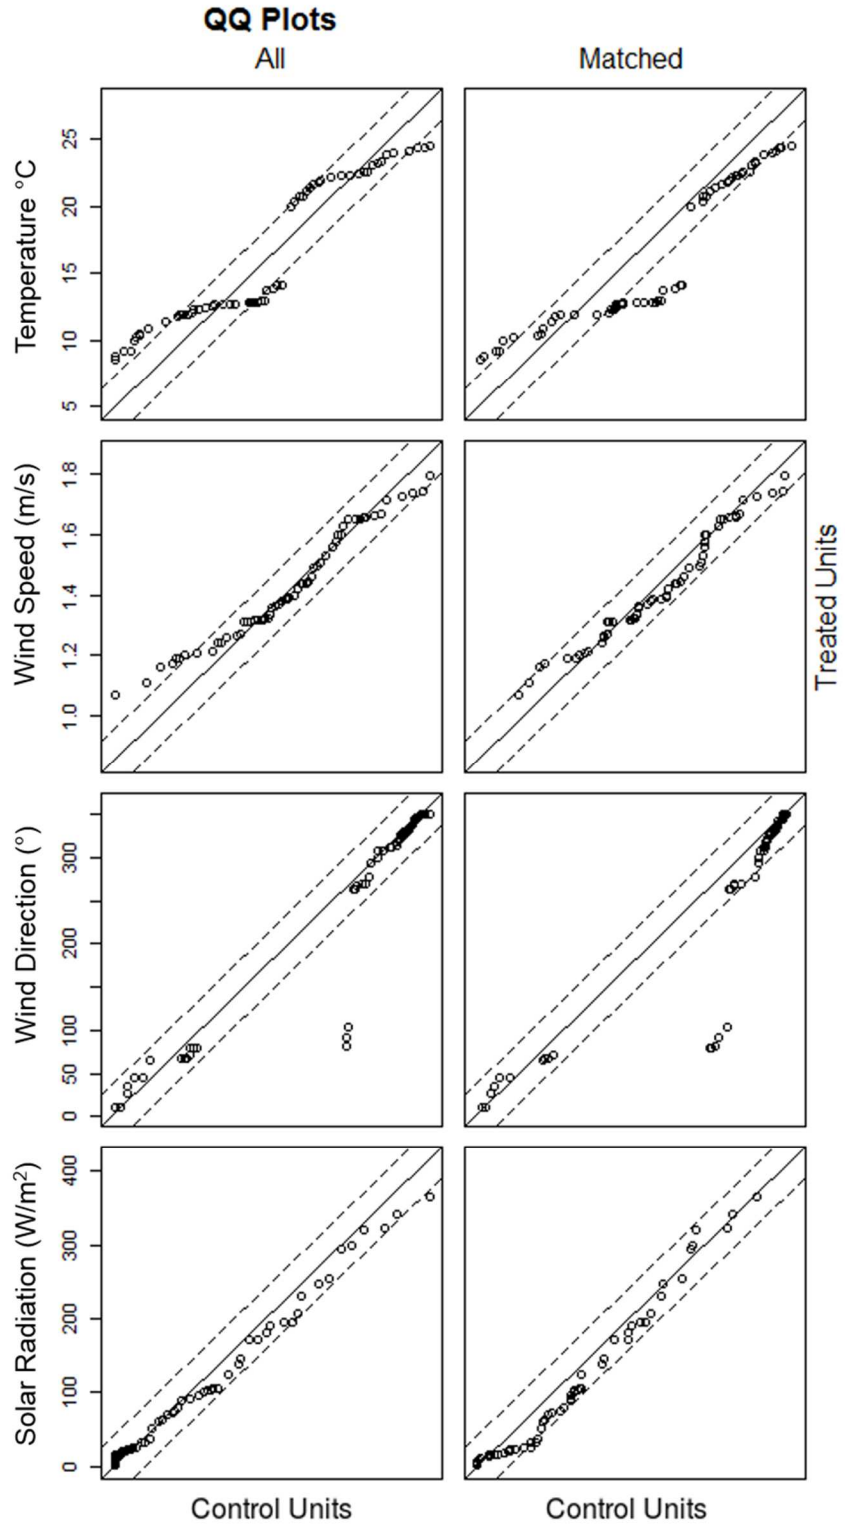 QQ Plots
All Matched
Temperature °C
25
20
15
10
5
Wind Speed (m/s)
1.8
1.6
1.4
1.2
1.0
Treated Units
Wind Direction (°)
300
200
100
50
0
Solar Radiation (W/m²)
400
300
200
100
0
Control Units Control Units